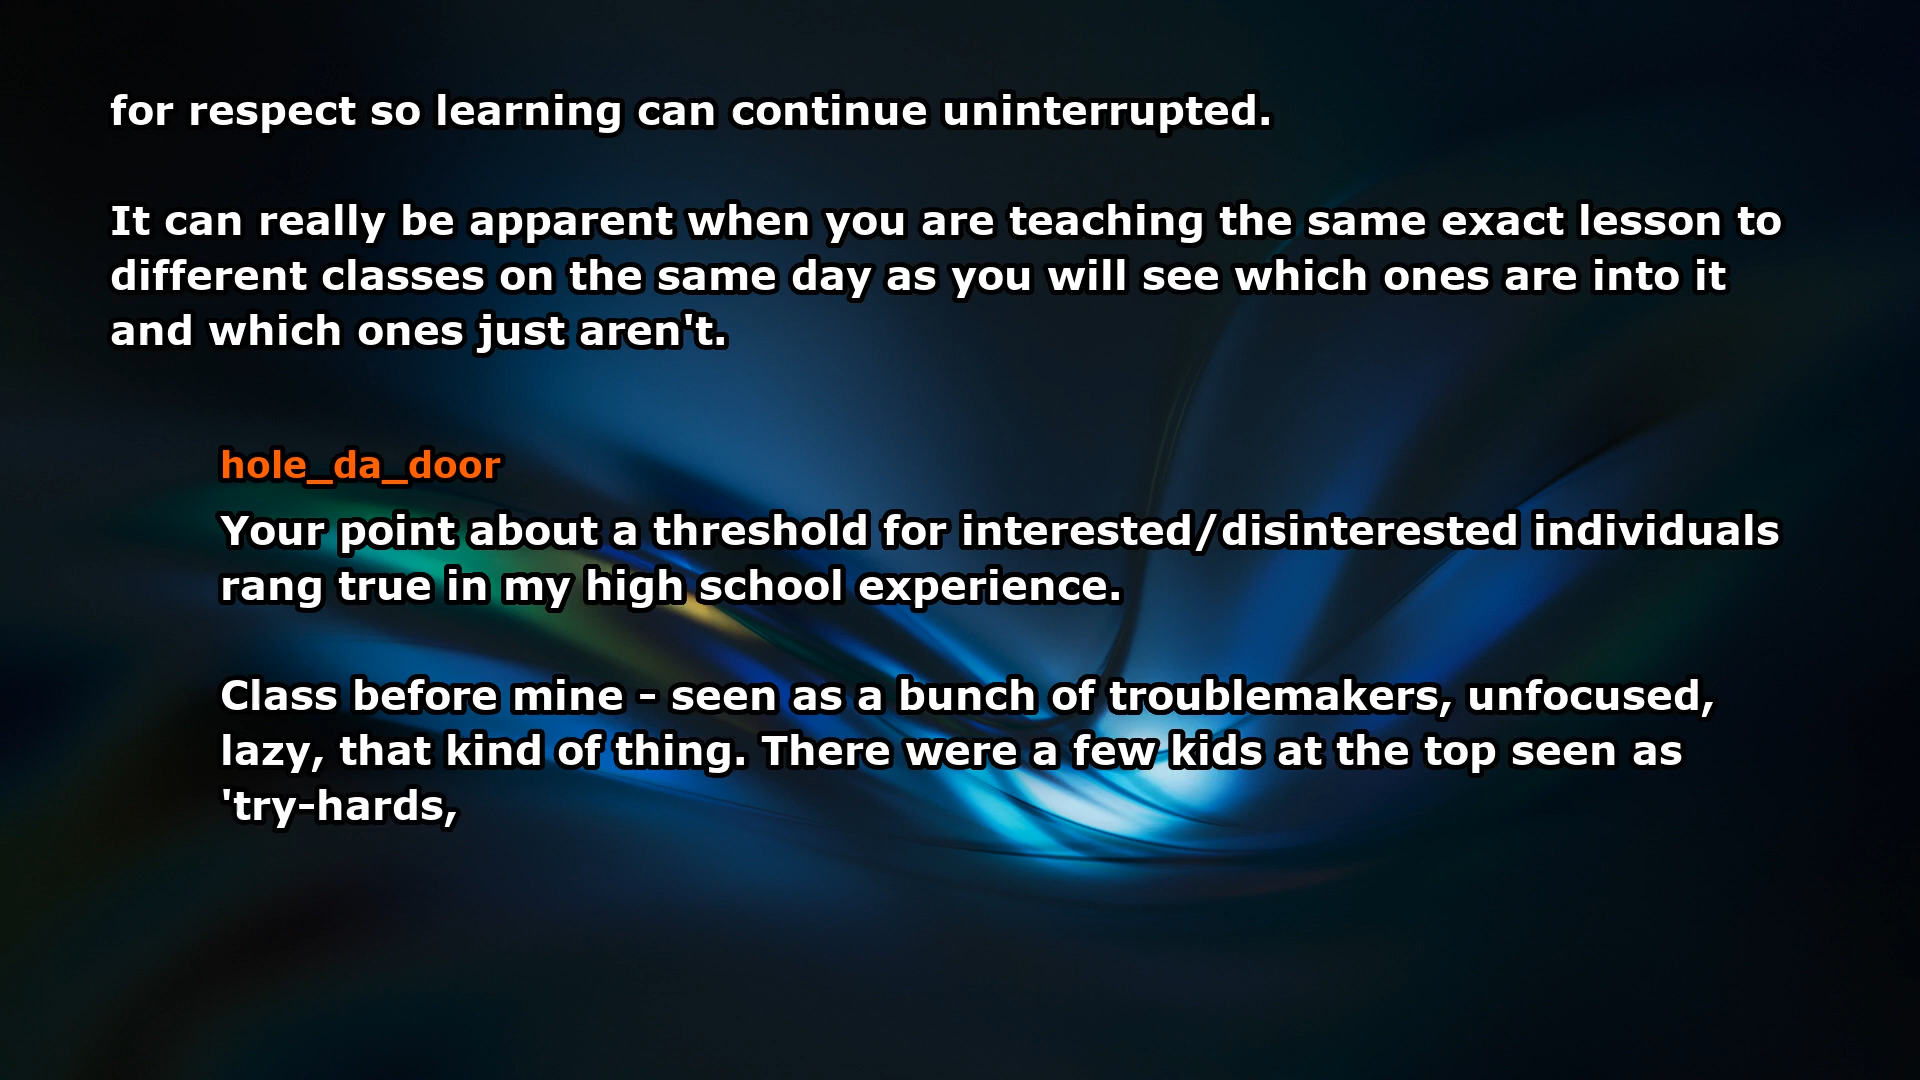 for respect so learning can continue uninterrupted.
It can really be apparent when you are teaching the same exact lesson to
different classes on the same day as you will see which ones are into it
and which ones just aren't.
hole_da_door
Your point about a threshold for interested/disinterested individuals
rang true in my high school experience.
Class before mine - seen as a bunch of troublemakers, unfocused,
lazy, that kind of thing. There were a few kids at the top seen as
'try-hards,